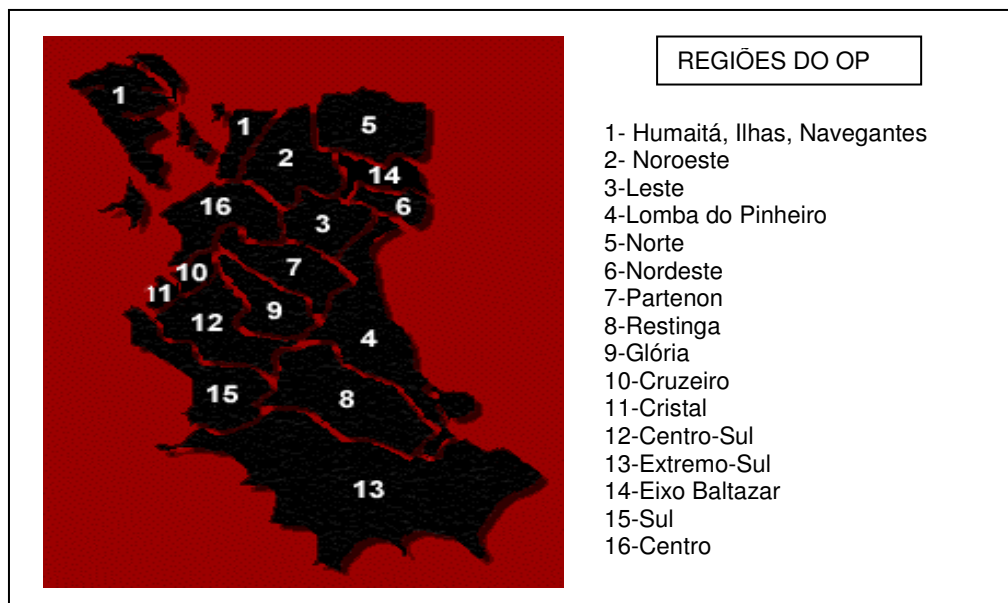 REGIÕES DO OP
1- Humaitá, Ilhas, Navegantes
2- Noroeste
3-Leste
4-Lomba do Pinheiro
5-Norte
6-Nordeste
7-Partenon
8-Restinga
9-Glória
10-Cruzeiro
11-Cristal
12-Centro-Sul
13-Extremo-Sul
14-Eixo Baltazar
15-Sul
16-Centro
1
1
5
2
14
6
16
3
7
10
11
9
12
4
15
8
13